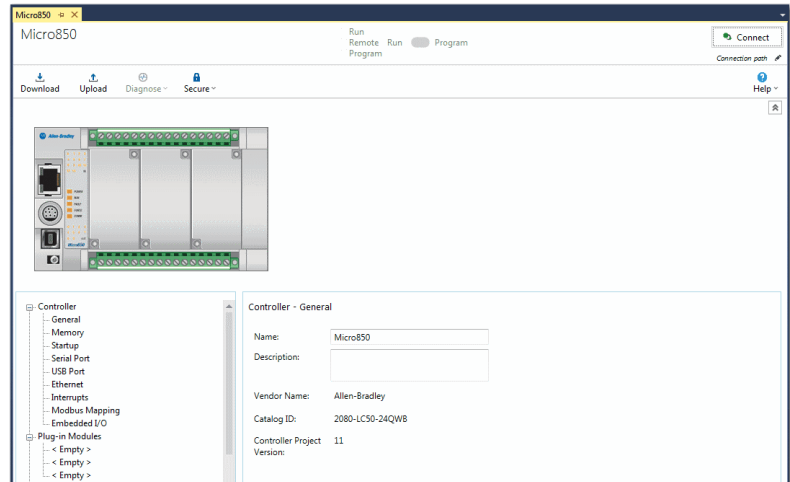 Micro850
Micro850
Run
Remote Run Program
Program
Connect
Connection path
Download Upload Diagnose Secure
Help
Allen-Bradley
Micro850
Controller
General
Memory
Startup
Serial Port
USB Port
Ethernet
Interrupts
Modbus Mapping
Embedded I/O
Plug-in Modules
< Empty >
< Empty >
< Empty >
Controller - General
Name: Micro850
Description:
Vendor Name: Allen-Bradley
Catalog ID: 2080-LC50-24QWB
Controller Project 11
Version: